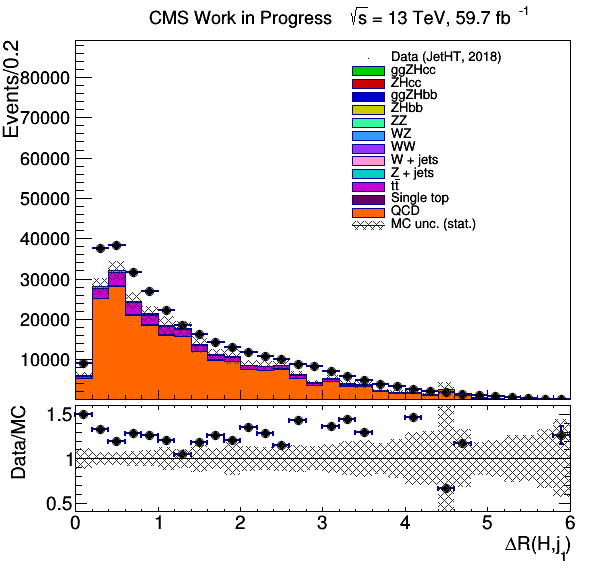 CMS Work in Progress √s = 13 TeV, 59.7 fb⁻¹
Events/0.2
80000
70000
60000
50000
40000
30000
20000
10000
Data (JetHT, 2018)
ggZHcc
ZHcc
ggZHbb
ZHbb
ZZ
WZ
WW
W + jets
Z + jets
tt̄
Single top
QCD
MC unc. (stat.)
Data/MC
1.5
1
0.5
0 1 2 3 4 5 6
ΔR(H,j₁)